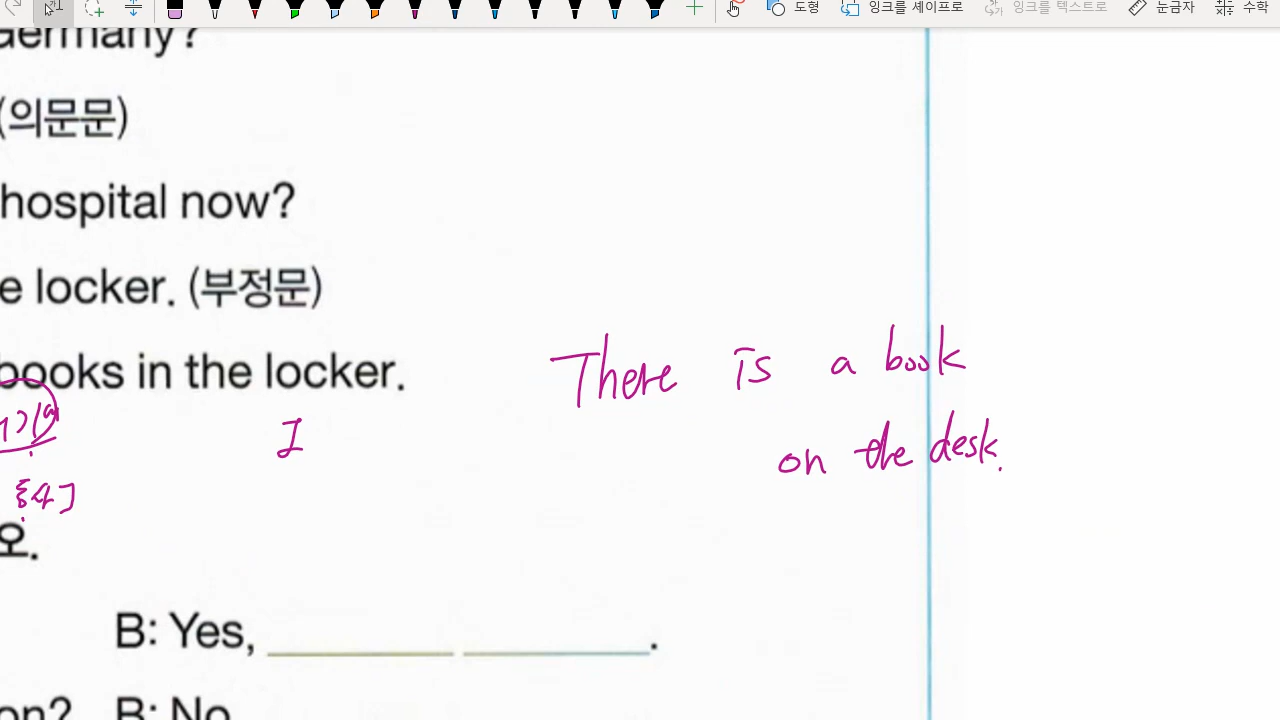 도형 잉크를 셰이프로 잉크를 텍스트로 눈금자 수학
Germany?
(의문문)
hospital now?
e locker. (부정문)
books in the locker.
There is a book
on the desk.
I
오.
B: Yes, .
on? B: No